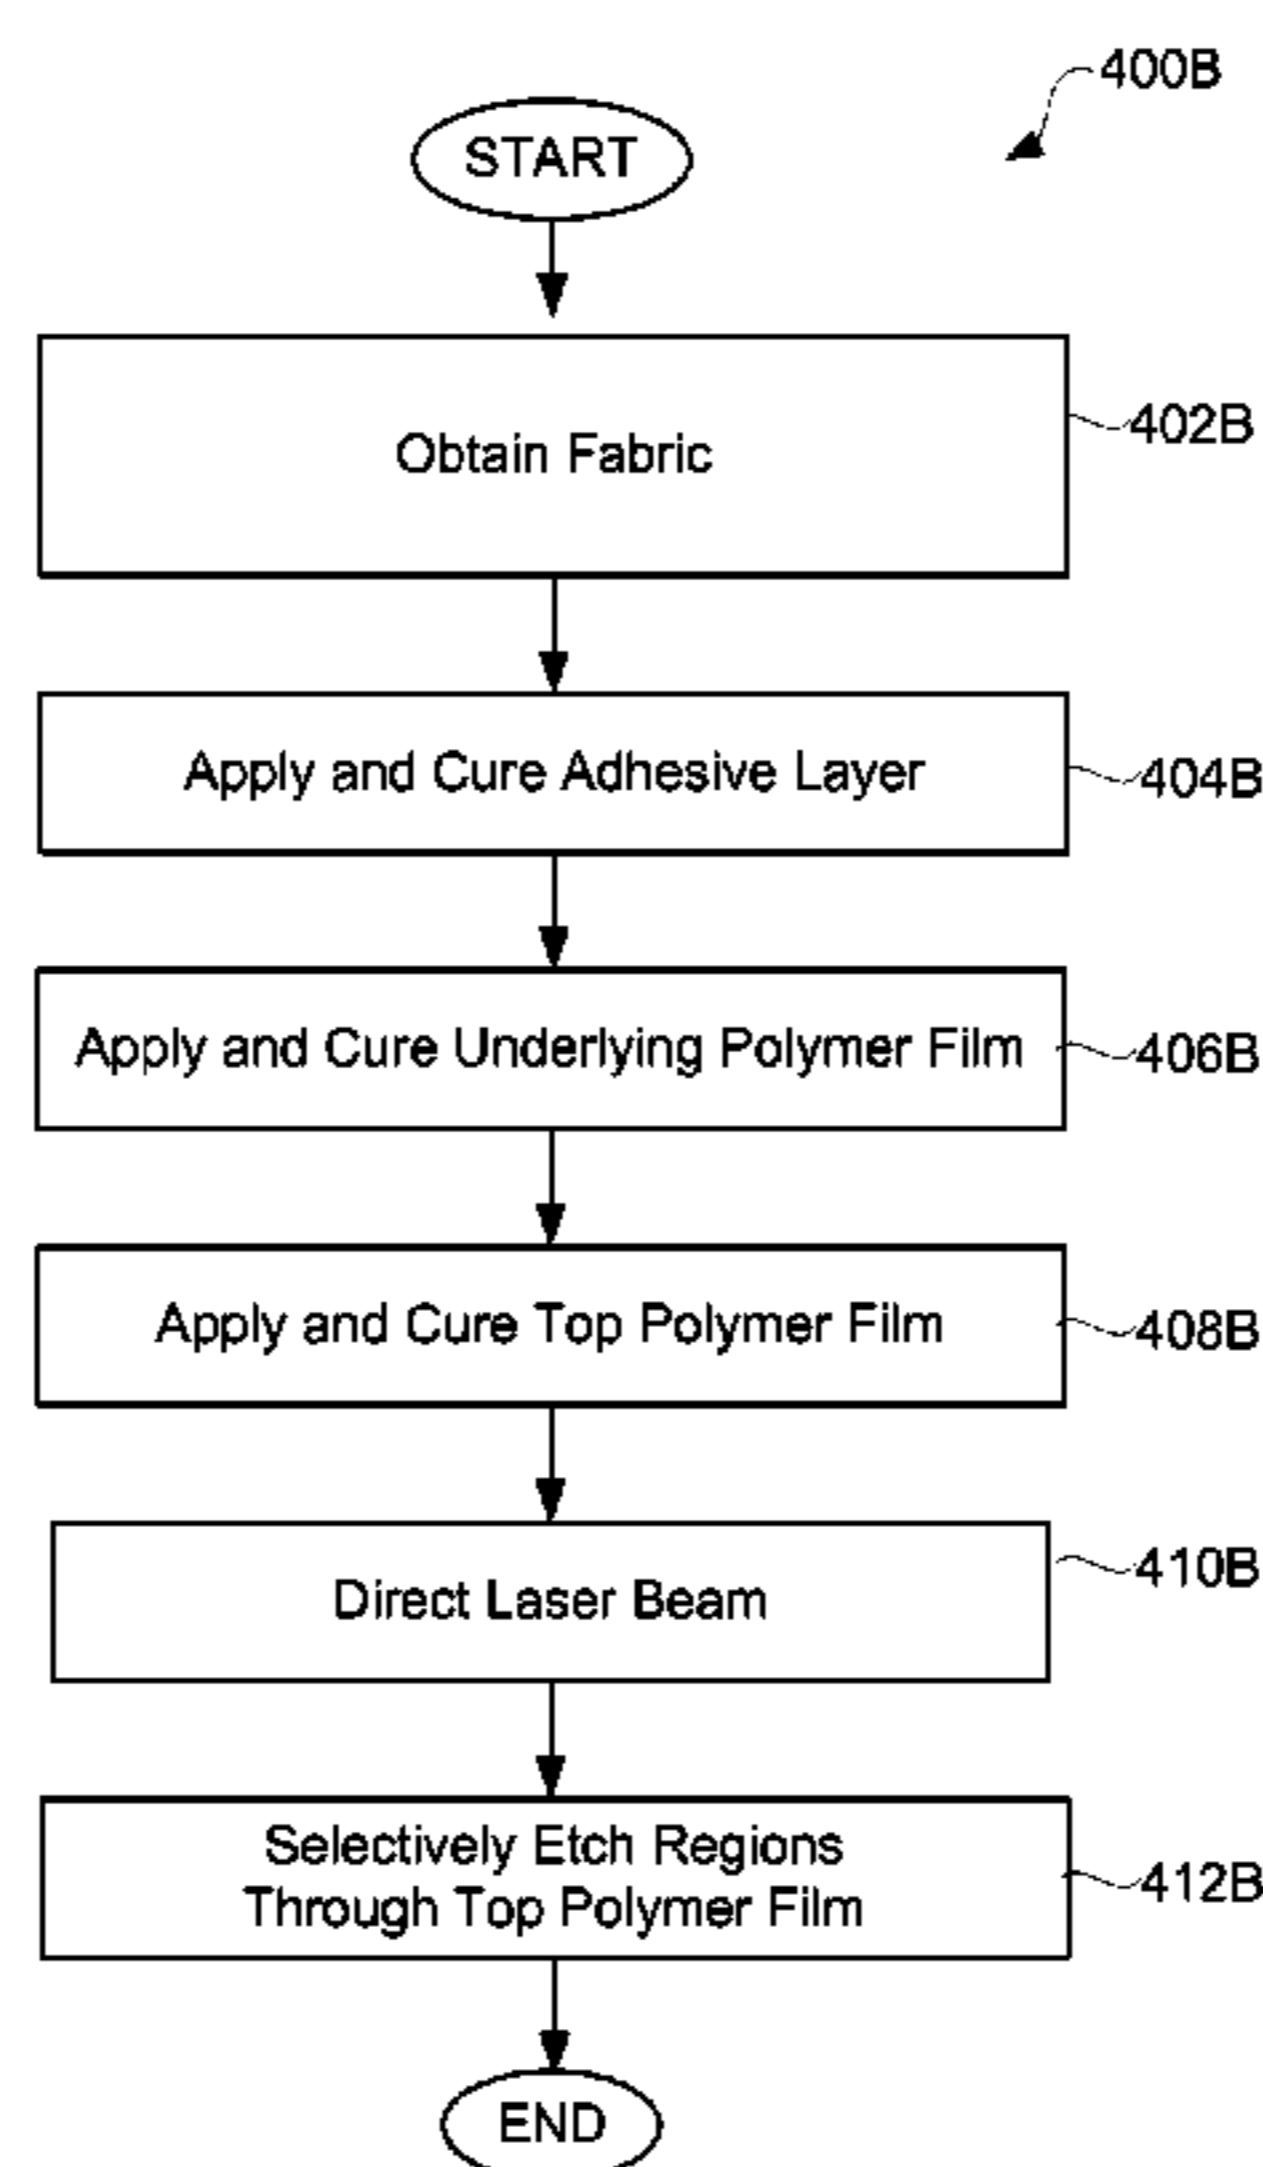 400B
START
Obtain Fabric
402B
Apply and Cure Adhesive Layer
404B
Apply and Cure Underlying Polymer Film
406B
Apply and Cure Top Polymer Film
408B
Direct Laser Beam
410B
Selectively Etch Regions
Through Top Polymer Film
412B
END